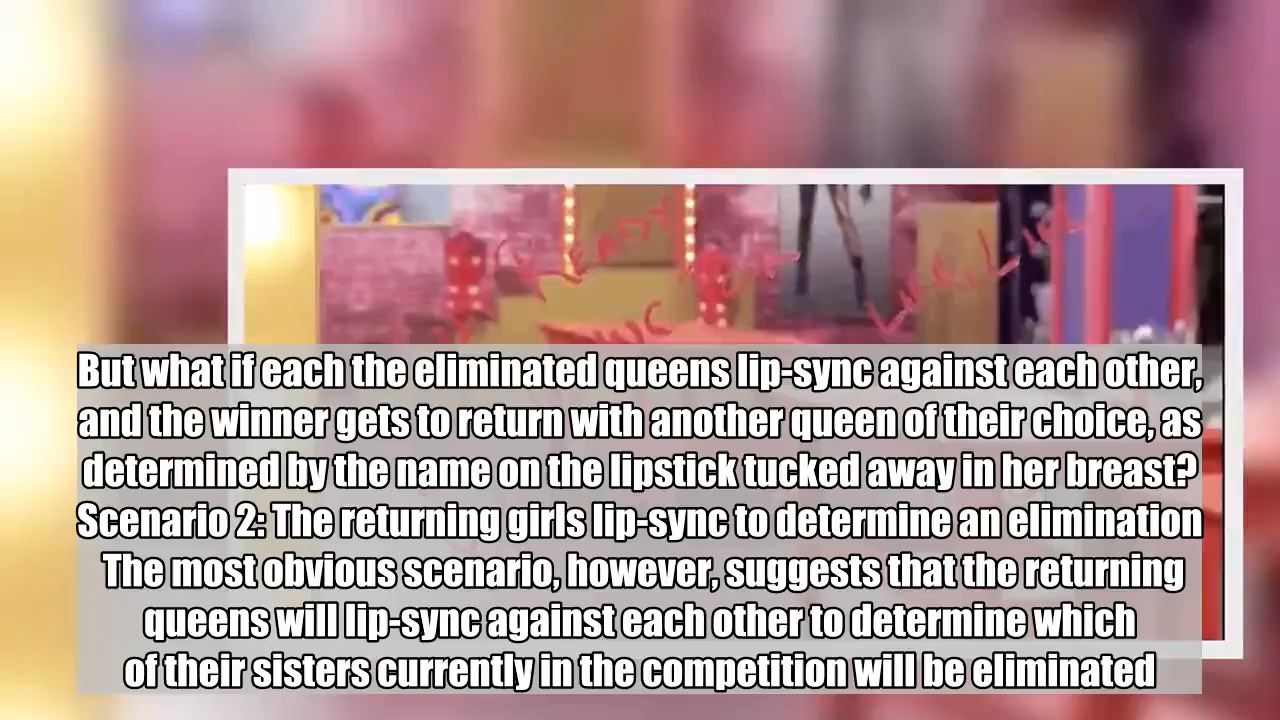 But what if each the eliminated queens lip-sync against each other,
and the winner gets to return with another queen of their choice, as
determined by the name on the lipstick tucked away in her breast?
Scenario 2: The returning girls lip-sync to determine an elimination
The most obvious scenario, however, suggests that the returning
queens will lip-sync against each other to determine which
of their sisters currently in the competition will be eliminated